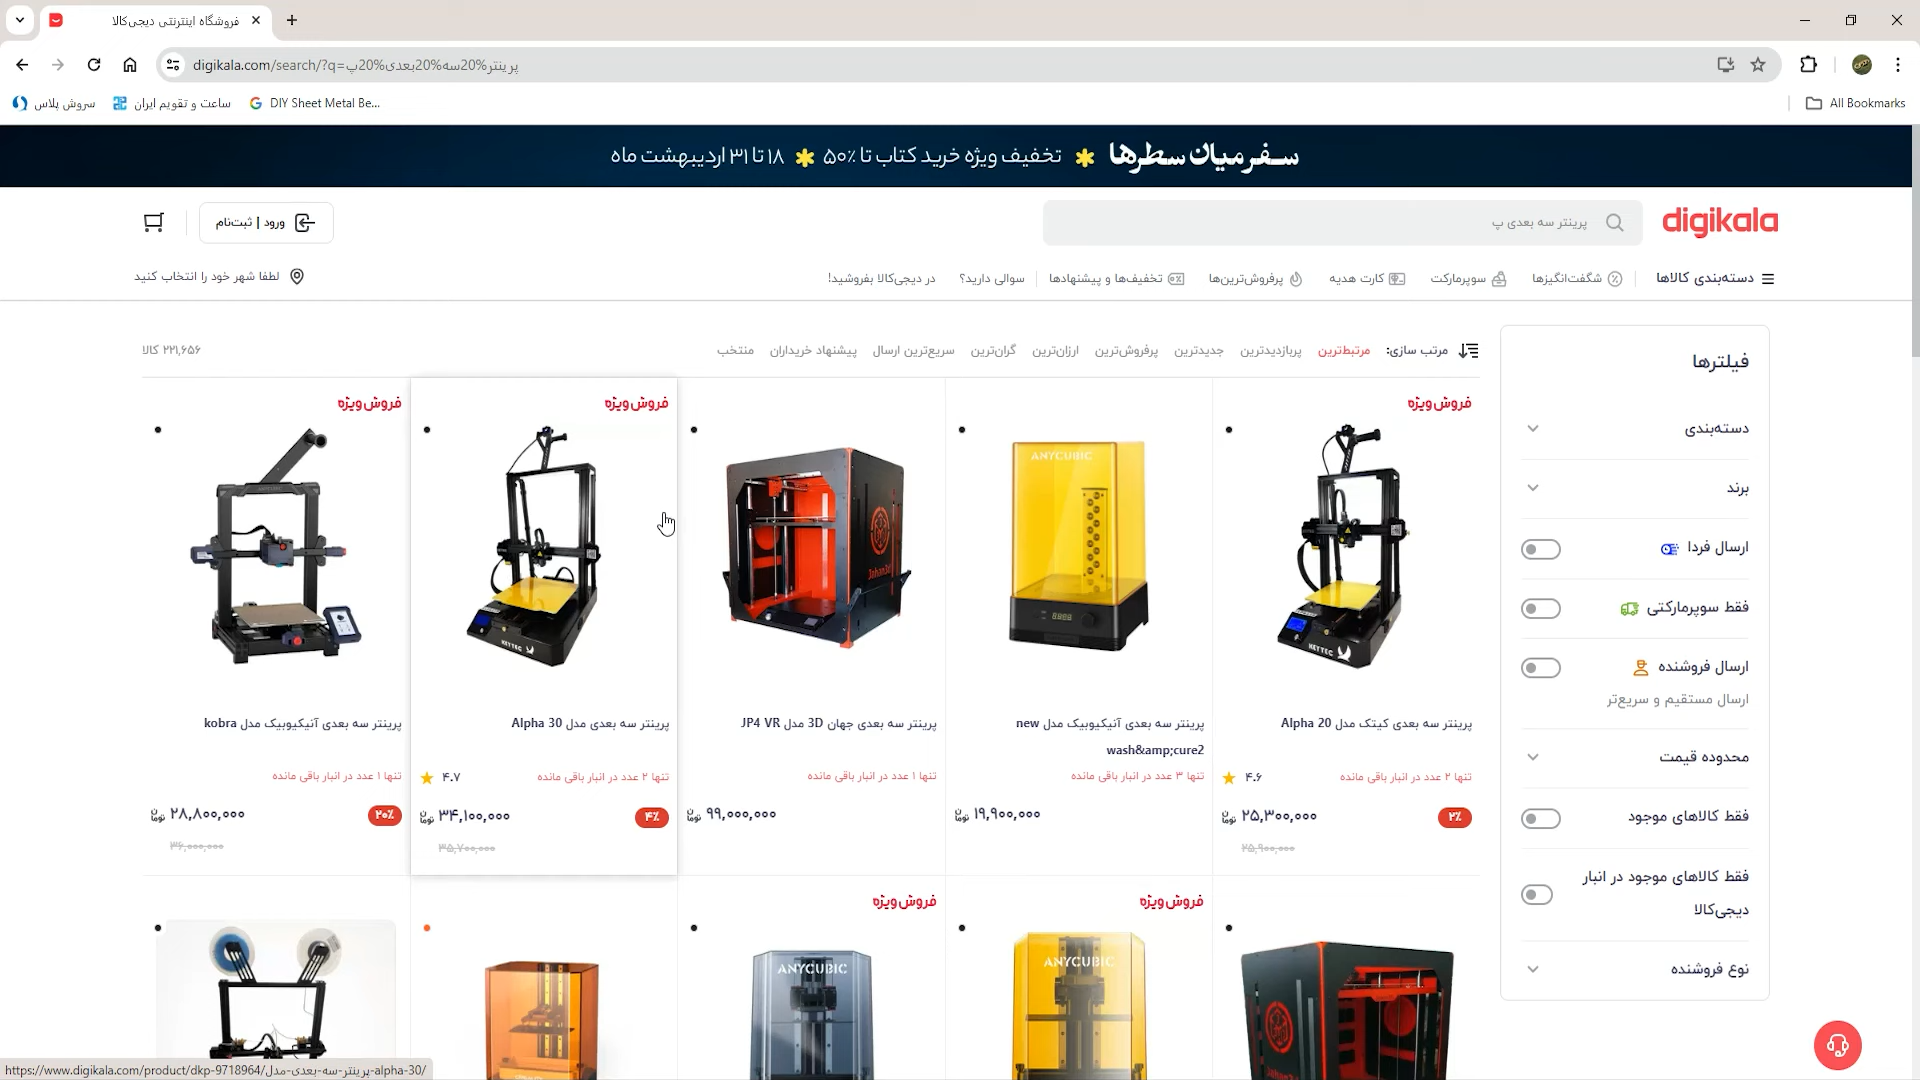 فروشگاه اینترنتی دیجی‌کالا
digikala.com/search/?q=پرینتر%20سه%20بعدی%20پ
سروش پلاس
ساعت و تقویم ایران
DIY Sheet Metal Be...
All Bookmarks
سفر میان سطرها تخفیف ویژه خرید کتاب تا ۵۰٪ ۱۸ تا ۳۱ اردیبهشت ماه
digikala
پرینتر سه بعدی پ
ورود | ثبت‌نام
دسته‌بندی کالاها
شگفت‌انگیزها
سوپرمارکت
کارت هدیه
پرفروش‌ترین‌ها
تخفیف‌ها و پیشنهادها
سوالی دارید؟
در دیجی‌کالا بفروشید!
لطفا شهر خود را انتخاب کنید
مرتب سازی: مرتبط‌ترین پربازدیدترین جدیدترین پرفروش‌ترین ارزان‌ترین گران‌ترین سریع‌ترین ارسال پیشنهاد خریداران منتخب
۲۲۱,۶۵۶ کالا
فیلترها
دسته‌بندی
برند
ارسال فردا
فقط سوپرمارکتی
ارسال فروشنده
ارسال مستقیم و سریع‌تر
محدوده قیمت
فقط کالاهای موجود
فقط کالاهای موجود در انبار
دیجی‌کالا
نوع فروشنده
فروش ویژه
KEYTEC
پرینتر سه بعدی کیتک مدل Alpha 20
تنها ۲ عدد در انبار باقی مانده
۴.۶
۲٪
۲۵,۳۰۰,۰۰۰ تومان
۲۵,۹۰۰,۰۰۰
ANYCUBIC
پرینتر سه بعدی آنیکیوبیک مدل new
wash&amp;cure2
تنها ۳ عدد در انبار باقی مانده
۱۹,۹۰۰,۰۰۰ تومان
Jahan3d
پرینتر سه بعدی جهان 3D مدل JP4 VR
تنها ۱ عدد در انبار باقی مانده
۹۹,۰۰۰,۰۰۰ تومان
فروش ویژه
KEYTEC
پرینتر سه بعدی مدل Alpha 30
تنها ۲ عدد در انبار باقی مانده
۴.۷
۴٪
۳۴,۱۰۰,۰۰۰ تومان
۳۵,۷۰۰,۰۰۰
فروش ویژه
پرینتر سه بعدی آنیکیوبیک مدل kobra
تنها ۱ عدد در انبار باقی مانده
۲۰٪
۲۸,۸۰۰,۰۰۰ تومان
۳۶,۰۰۰,۰۰۰
فروش ویژه
ANYCUBIC
فروش ویژه
ANYCUBIC
https://www.digikala.com/product/dkp-9718964/پرینتر-سه-بعدی-مدل-alpha-30/